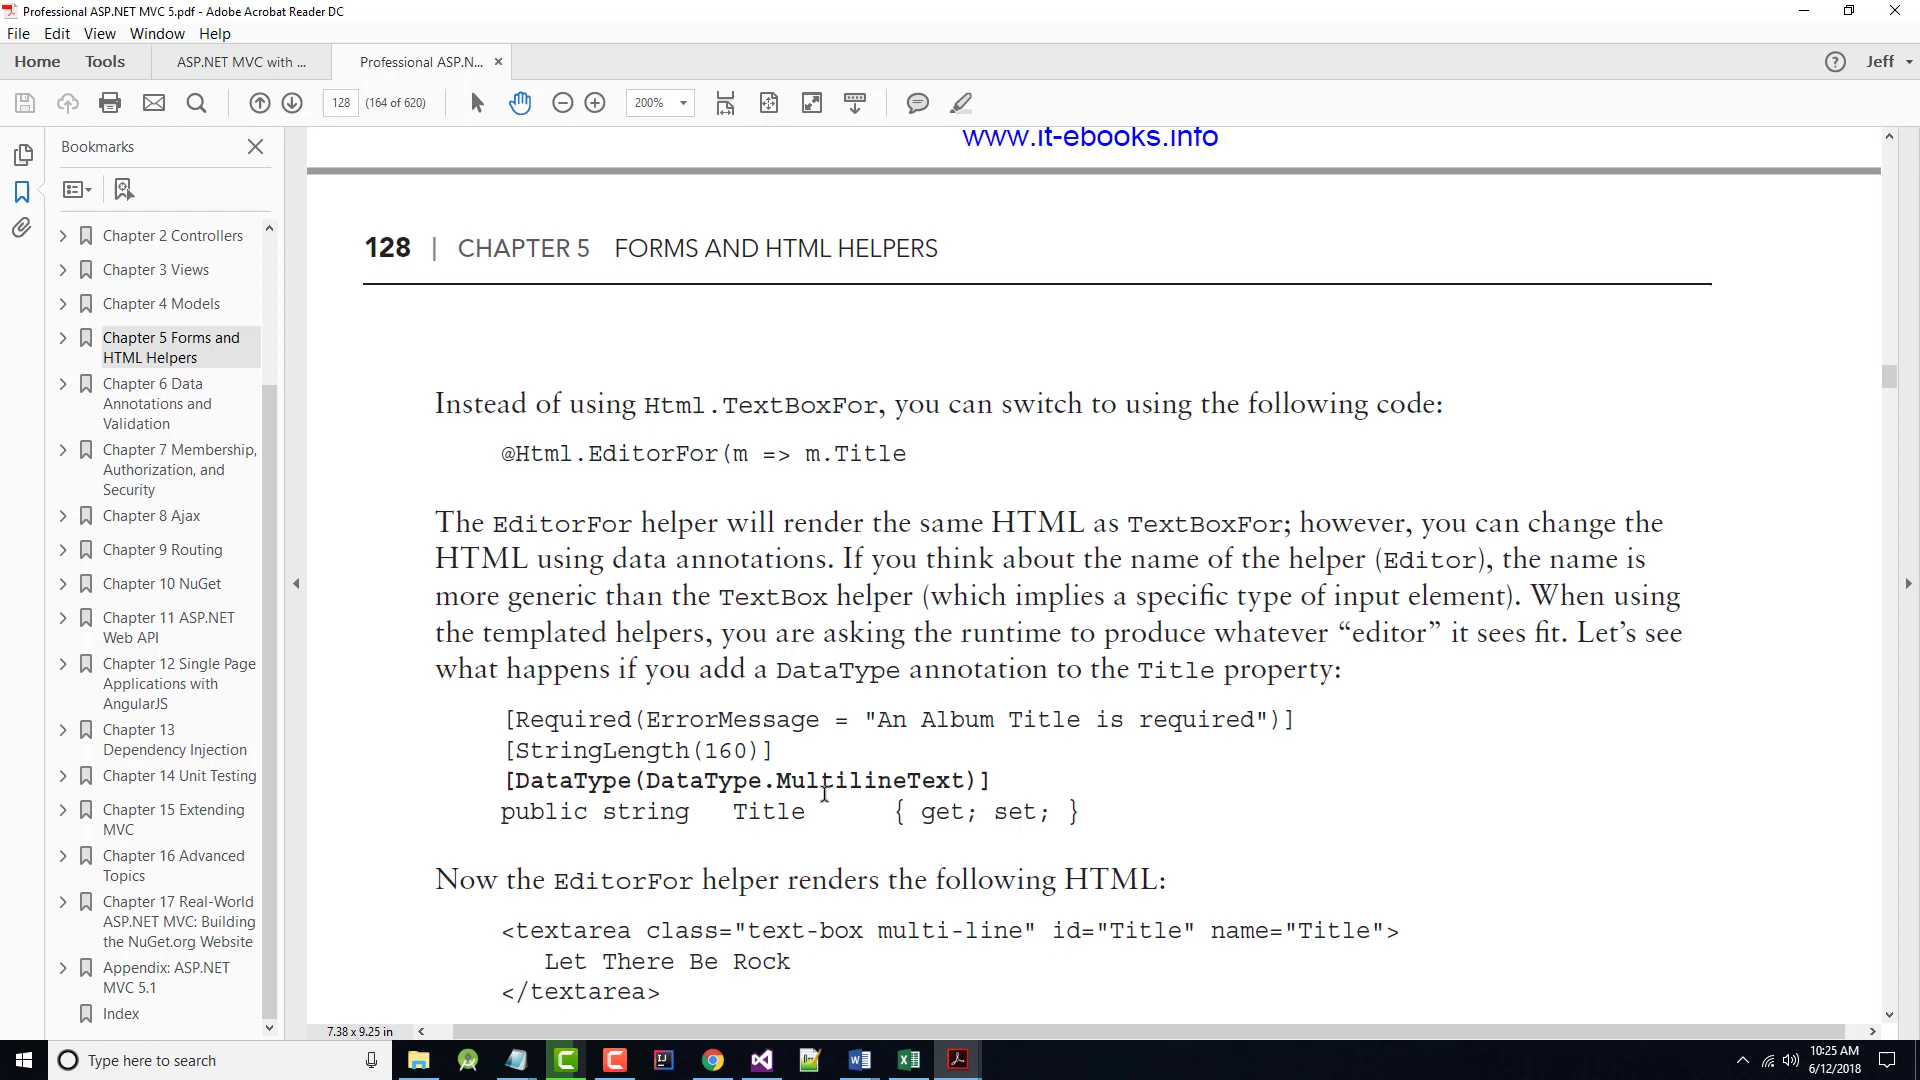 Professional ASP.NET MVC 5.pdf - Adobe Acrobat Reader DC
File Edit View Window Help
Home Tools ASP.NET MVC with ... Professional ASP.N...
Jeff
128 (164 of 620) 200%
Bookmarks
Chapter 2 Controllers
Chapter 3 Views
Chapter 4 Models
Chapter 5 Forms and
HTML Helpers
Chapter 6 Data
Annotations and
Validation
Chapter 7 Membership,
Authorization, and
Security
Chapter 8 Ajax
Chapter 9 Routing
Chapter 10 NuGet
Chapter 11 ASP.NET
Web API
Chapter 12 Single Page
Applications with
AngularJS
Chapter 13
Dependency Injection
Chapter 14 Unit Testing
Chapter 15 Extending
MVC
Chapter 16 Advanced
Topics
Chapter 17 Real-World
ASP.NET MVC: Building
the NuGet.org Website
Appendix: ASP.NET
MVC 5.1
Index
www.it-ebooks.info
128 | CHAPTER 5 FORMS AND HTML HELPERS
Instead of using Html.TextBoxFor, you can switch to using the following code:
@Html.EditorFor(m => m.Title
The EditorFor helper will render the same HTML as TextBoxFor; however, you can change the
HTML using data annotations. If you think about the name of the helper (Editor), the name is
more generic than the TextBox helper (which implies a specific type of input element). When using
the templated helpers, you are asking the runtime to produce whatever “editor” it sees fit. Let’s see
what happens if you add a DataType annotation to the Title property:
[Required(ErrorMessage = "An Album Title is required")]
[StringLength(160)]
[DataType(DataType.MultilineText)]
public string Title { get; set; }
Now the EditorFor helper renders the following HTML:
<textarea class="text-box multi-line" id="Title" name="Title">
Let There Be Rock
</textarea>
7.38 x 9.25 in
Type here to search
10:25 AM
6/12/2018